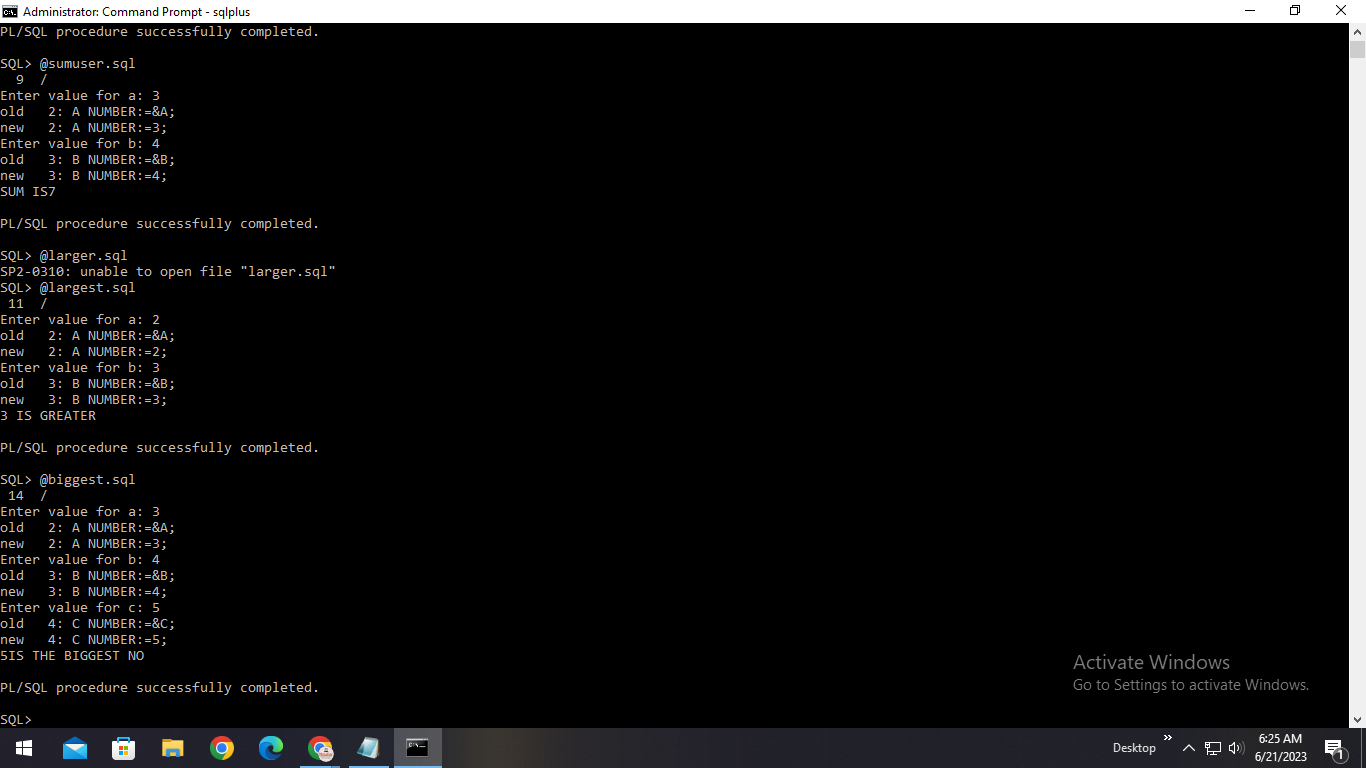 Administrator: Command Prompt - sqlplus
PL/SQL procedure successfully completed.
SQL> @sumuser.sql
  9  /
Enter value for a: 3
old   2: A NUMBER:=&A;
new   2: A NUMBER:=3;
Enter value for b: 4
old   3: B NUMBER:=&B;
new   3: B NUMBER:=4;
SUM IS7
PL/SQL procedure successfully completed.
SQL> @larger.sql
SP2-0310: unable to open file "larger.sql"
SQL> @largest.sql
 11  /
Enter value for a: 2
old   2: A NUMBER:=&A;
new   2: A NUMBER:=2;
Enter value for b: 3
old   3: B NUMBER:=&B;
new   3: B NUMBER:=3;
3 IS GREATER
PL/SQL procedure successfully completed.
SQL> @biggest.sql
 14  /
Enter value for a: 3
old   2: A NUMBER:=&A;
new   2: A NUMBER:=3;
Enter value for b: 4
old   3: B NUMBER:=&B;
new   3: B NUMBER:=4;
Enter value for c: 5
old   4: C NUMBER:=&C;
new   4: C NUMBER:=5;
5IS THE BIGGEST NO
PL/SQL procedure successfully completed.
SQL>
Activate Windows
Go to Settings to activate Windows.
Desktop
6:25 AM
6/21/2023
1